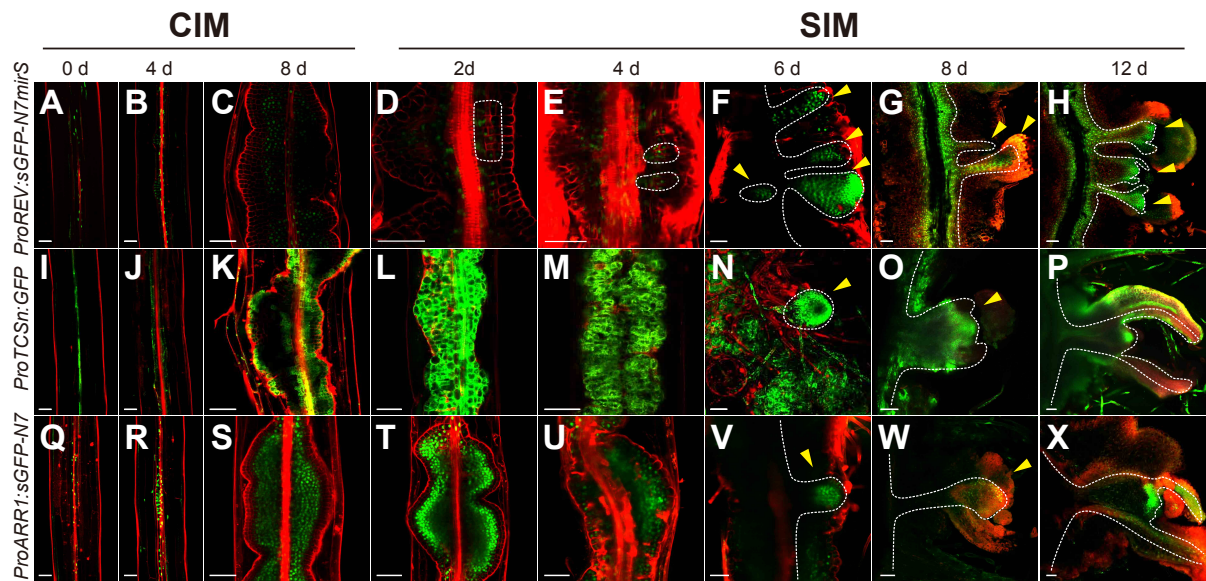 CIM SIM
0 d 4 d 8 d 2d 4 d 6 d 8 d 12 d
ProREV:sGFP-N7mirS
A B C D E F G H
ProTCSn:GFP
I J K L M N O P
ProARR1:sGFP-N7
Q R S T U V W X